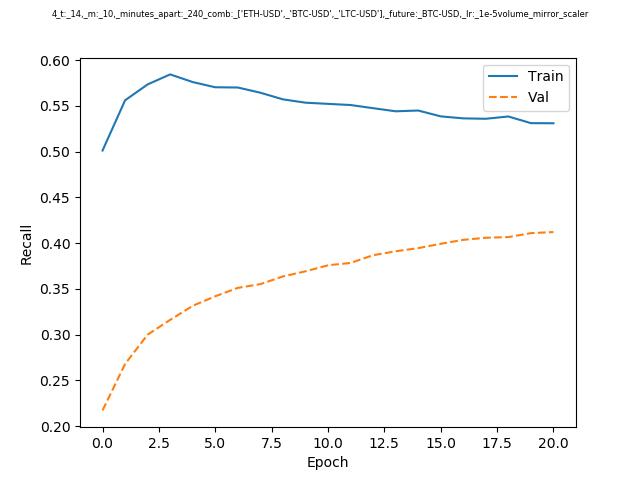 4_t:_14,_m:_10,_minutes_apart:_240_comb:_['ETH-USD',_'BTC-USD',_'LTC-USD'],_future:_BTC-USD,_lr:_1e-5volume_mirror_scaler
0.60
0.55
0.50
0.45
0.40
0.35
0.30
0.25
0.20
Recall
Train
Val
0.0 2.5 5.0 7.5 10.0 12.5 15.0 17.5 20.0
Epoch